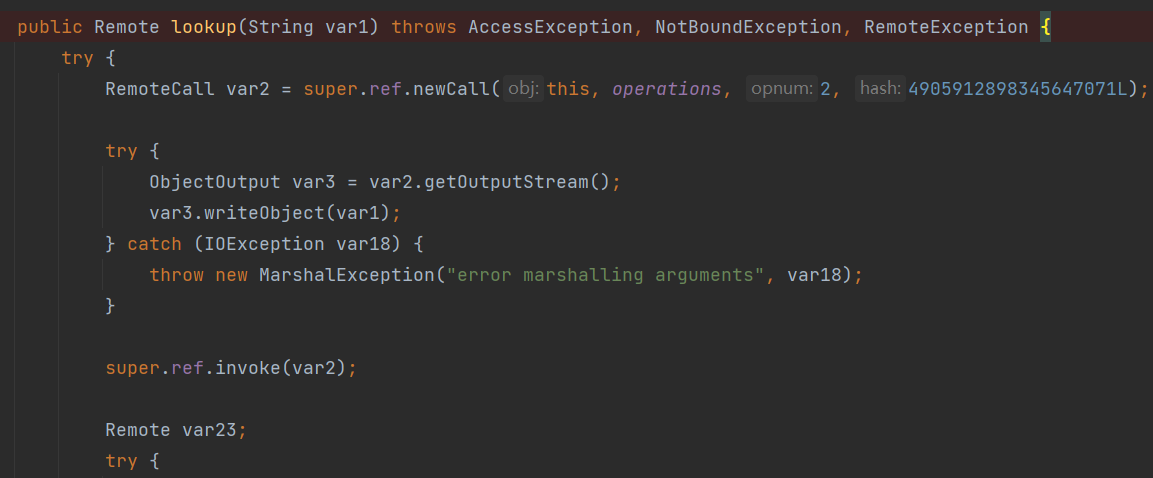 public Remote lookup(String var1) throws AccessException, NotBoundException, RemoteException {
try {
RemoteCall var2 = super.ref.newCall( obj: this, operations, opnum: 2, hash: 4905912898345647071L);
try {
ObjectOutput var3 = var2.getOutputStream();
var3.writeObject(var1);
} catch (IOException var18) {
throw new MarshalException("error marshalling arguments", var18);
}
super.ref.invoke(var2);
Remote var23;
try {